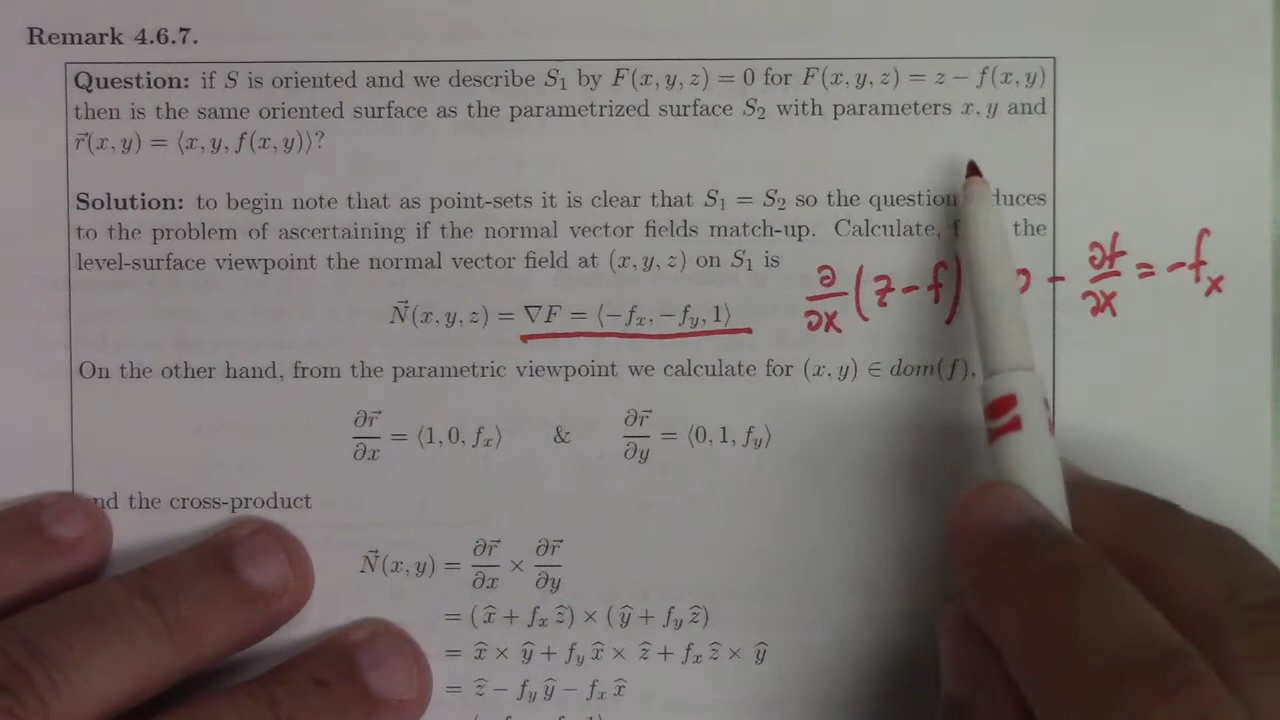 Remark 4.6.7.
Question: if S is oriented and we describe S₁ by F(x, y, z) = 0 for F(x, y, z) = z − f(x, y)
then is the same oriented surface as the parametrized surface S₂ with parameters x, y and
r⃗(x, y) = ⟨x, y, f(x, y)⟩?
Solution: to begin note that as point-sets it is clear that S₁ = S₂ so the question
to the problem of ascertaining if the normal vector fields match-up. Calculate, the
level-surface viewpoint the normal vector field at (x, y, z) on S₁ is
N⃗(x, y, z) = ∇F = ⟨−fₓ, −f_y, 1⟩
∂/∂x (z − f) − ∂f/∂x = −fₓ
On the other hand, from the parametric viewpoint we calculate for (x, y) ∈ dom(f),
∂r⃗/∂x = ⟨1, 0, fₓ⟩ & ∂r⃗/∂y = ⟨0, 1, f_y⟩
the cross-product
N⃗(x, y) = ∂r⃗/∂x × ∂r⃗/∂y
= (x̂ + fₓ ẑ) × (ŷ + f_y ẑ)
= x̂ × ŷ + f_y x̂ × ẑ + fₓ ẑ × ŷ
= ẑ − f_y ŷ − fₓ x̂